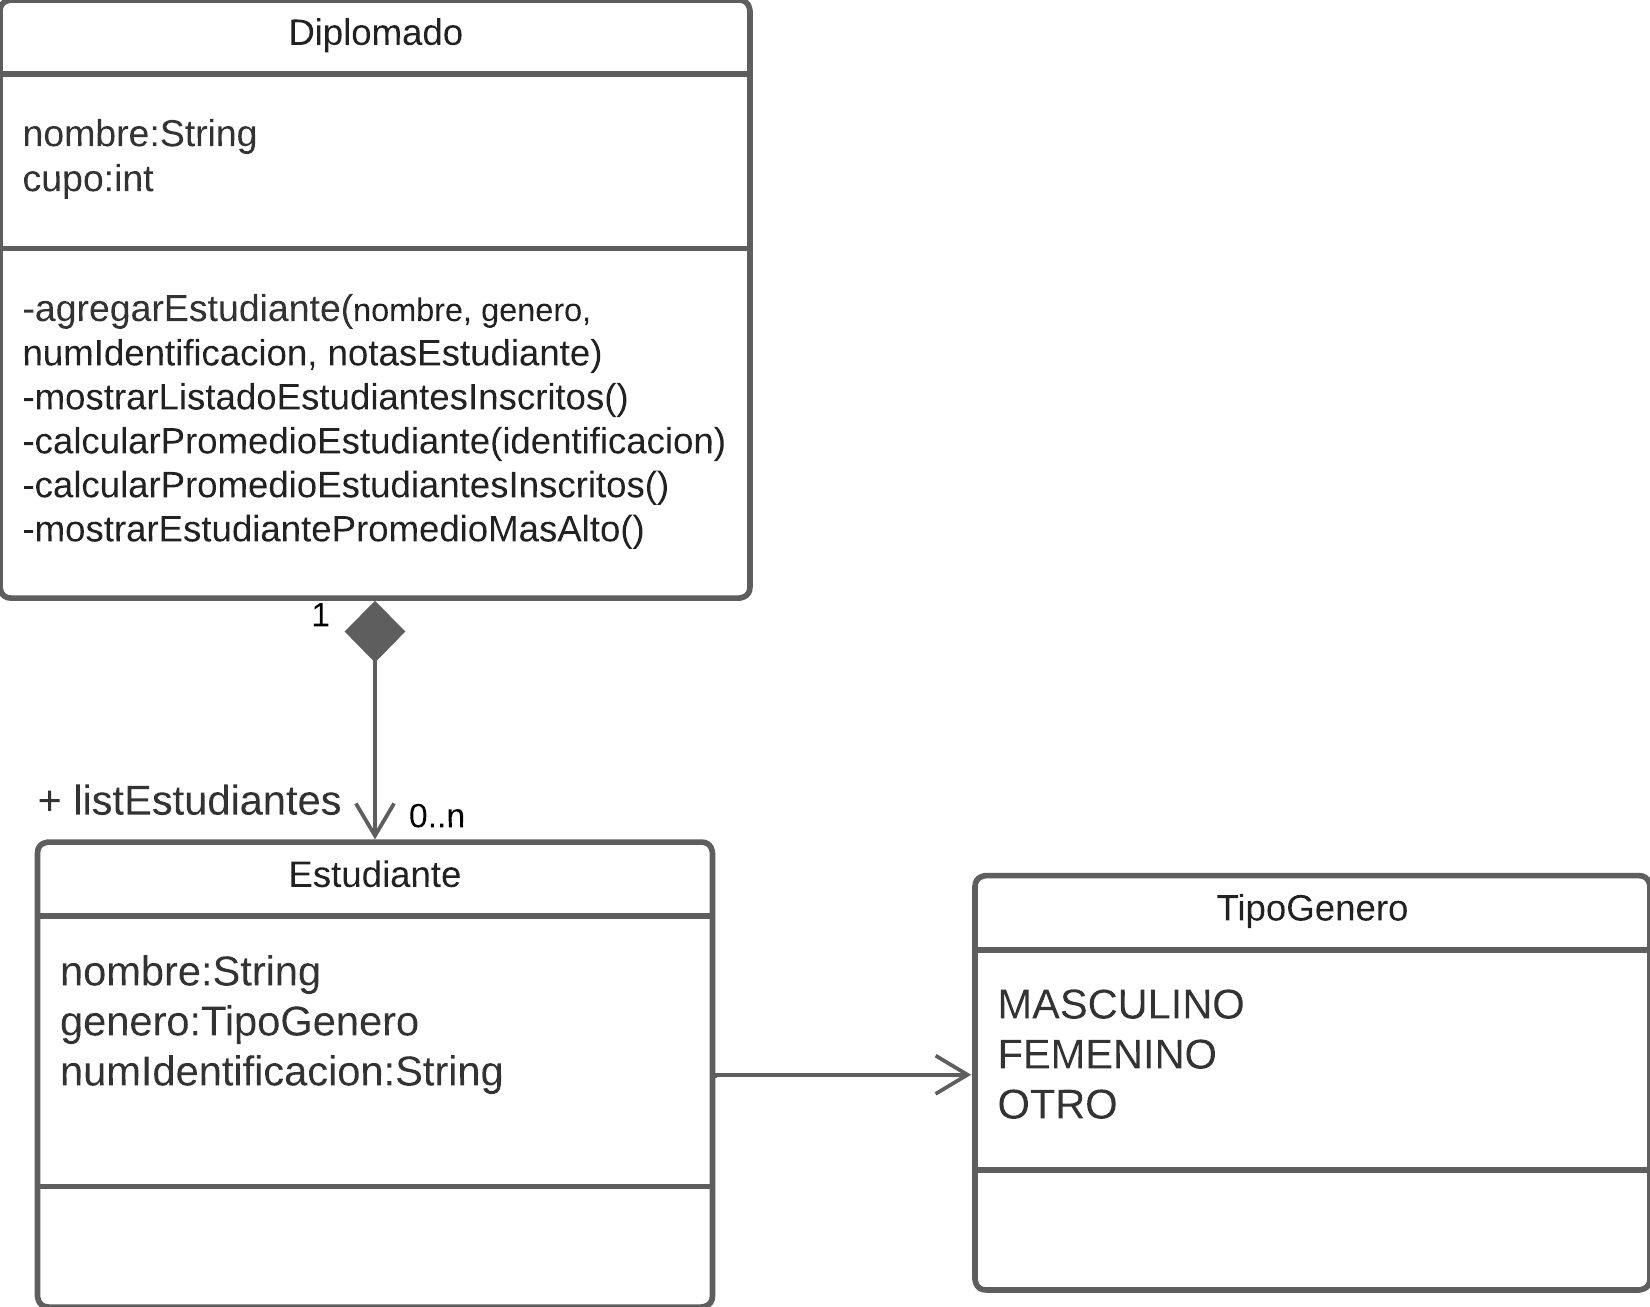 Diplomado
nombre:String
cupo:int
-agregarEstudiante(nombre, genero,
numIdentificacion, notasEstudiante)
-mostrarListadoEstudiantesInscritos()
-calcularPromedioEstudiante(identificacion)
-calcularPromedioEstudiantesInscritos()
-mostrarEstudiantePromedioMasAlto()
1
+ listEstudiantes
0..n
Estudiante
nombre:String
genero:TipoGenero
numIdentificacion:String
TipoGenero
MASCULINO
FEMENINO
OTRO